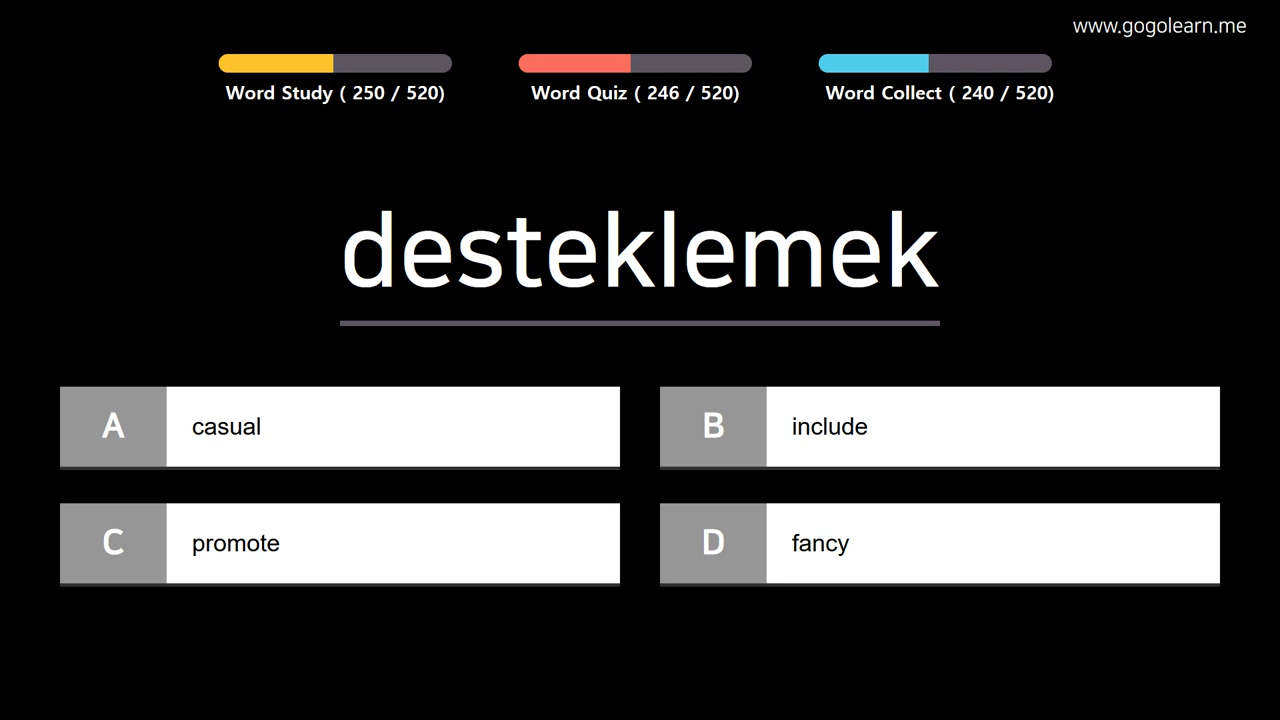 www.gogolearn.me
Word Study ( 250 / 520)
Word Quiz ( 246 / 520)
Word Collect ( 240 / 520)
desteklemek
A casual
B include
C promote
D fancy